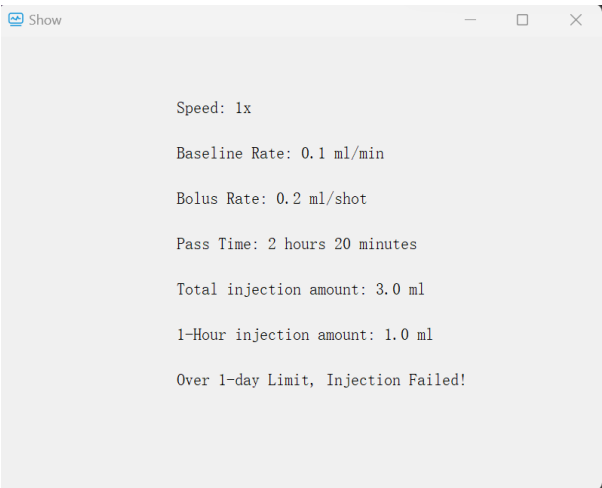 Show
Speed: 1x
Baseline Rate: 0.1 ml/min
Bolus Rate: 0.2 ml/shot
Pass Time: 2 hours 20 minutes
Total injection amount: 3.0 ml
1-Hour injection amount: 1.0 ml
Over 1-day Limit, Injection Failed!